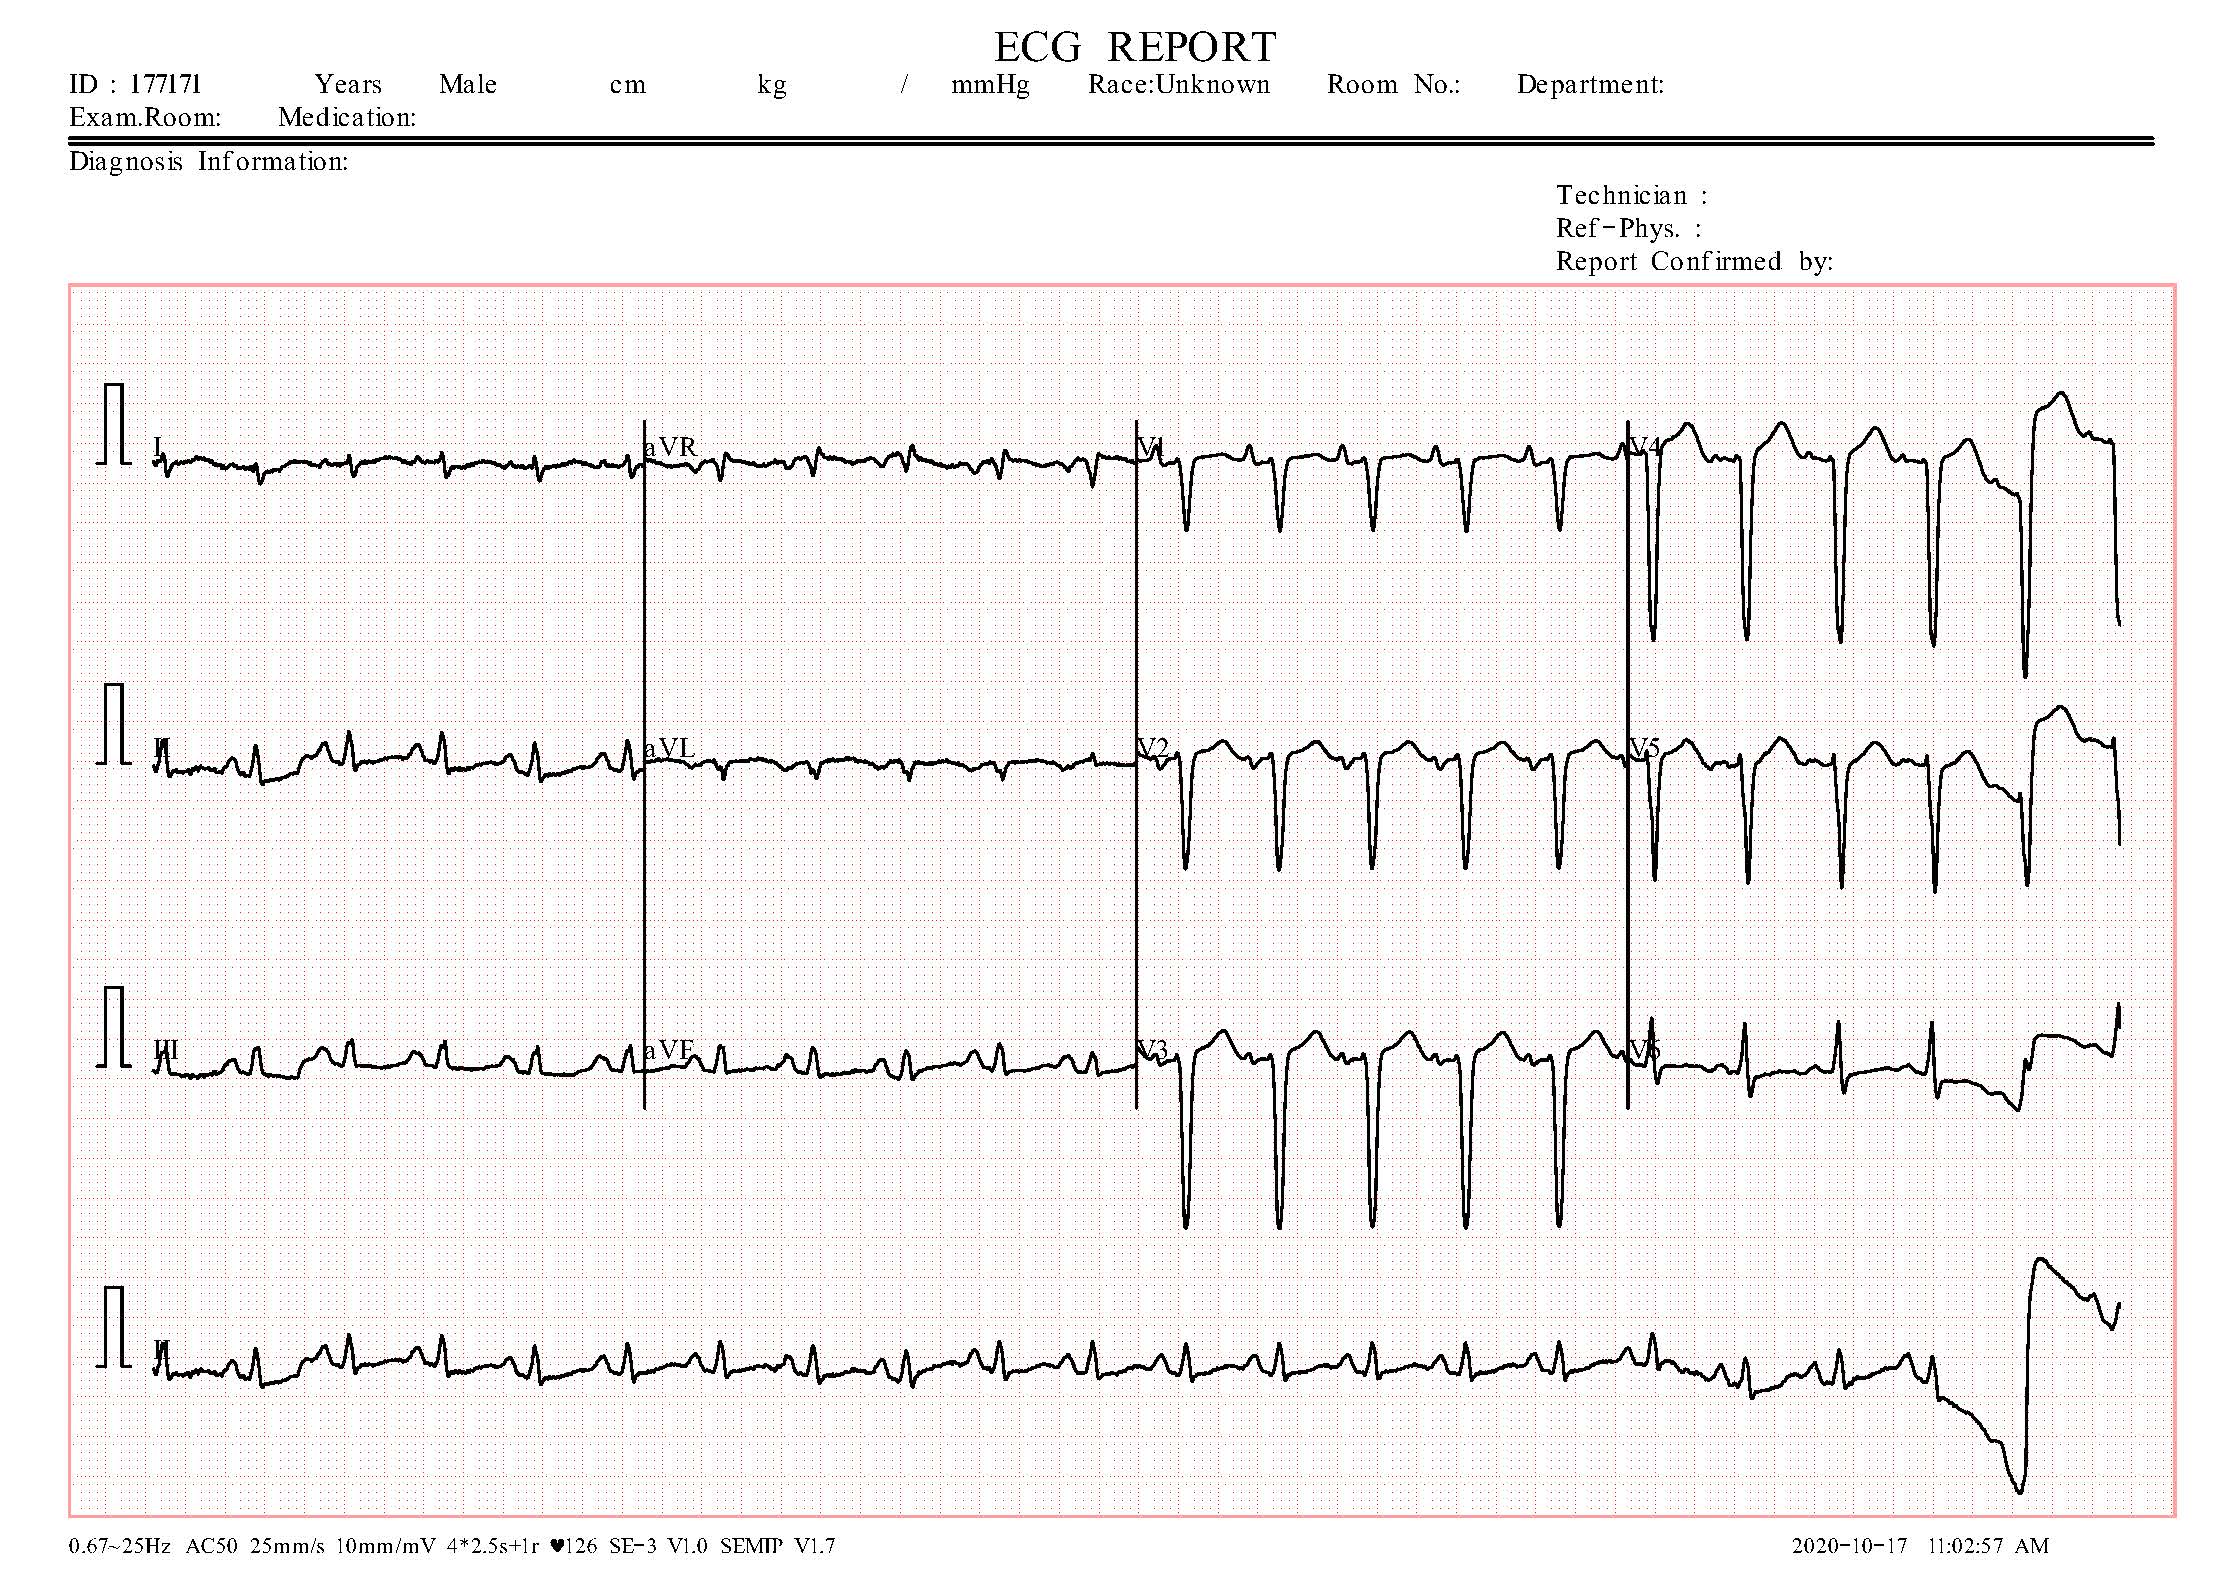 ECG REPORT
ID : 177171 Years Male cm kg / mmHg Race:Unknown Room No.: Department:
Exam.Room: Medication:
Diagnosis Information:
Technician :
Ref-Phys. :
Report Confirmed by:
I aVR V1 V4
II aVL V2 V5
III aVF V3 V6
II
0.67~25Hz AC50 25mm/s 10mm/mV 4*2.5s+1r ♥126 SE-3 V1.0 SEMIP V1.7 2020-10-17 11:02:57 AM